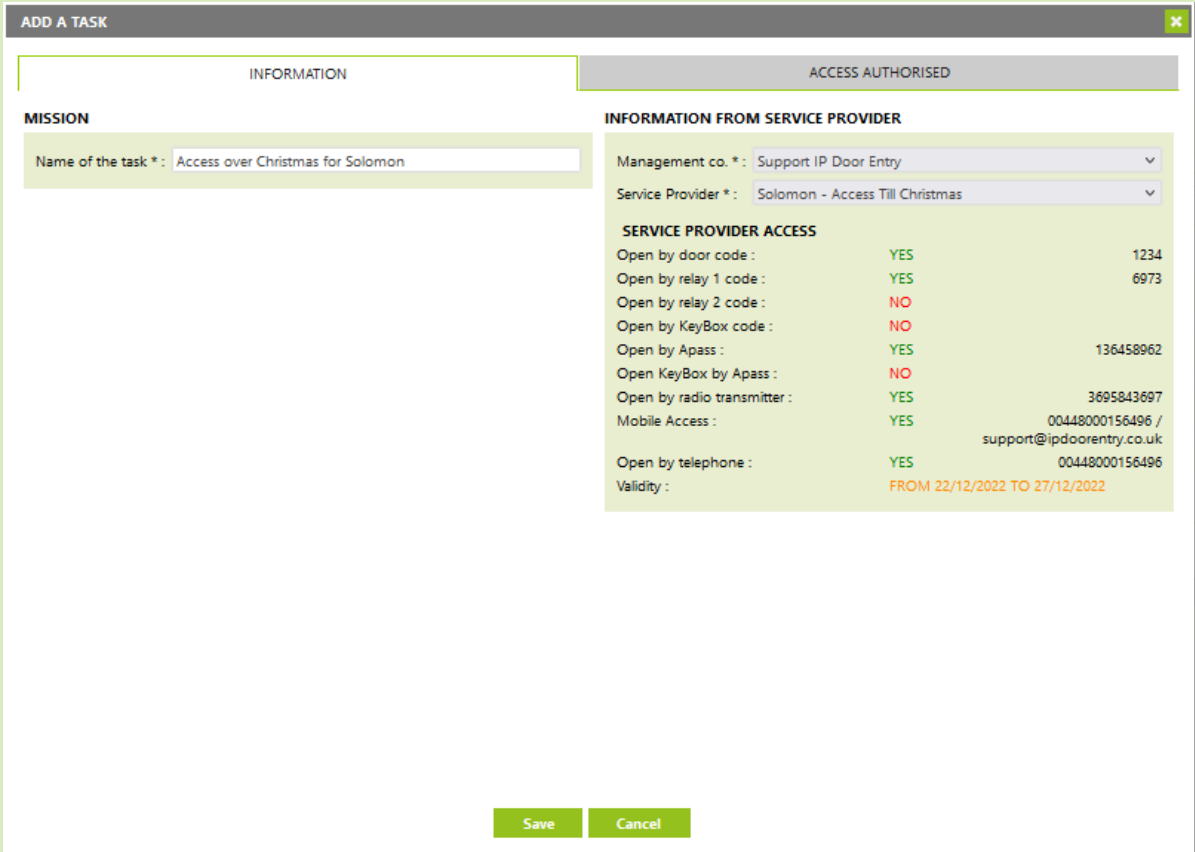 ADD A TASK
INFORMATION
ACCESS AUTHORISED
MISSION
Name of the task * : Access over Christmas for Solomon
INFORMATION FROM SERVICE PROVIDER
Management co. * : Support IP Door Entry
Service Provider * : Solomon - Access Till Christmas
SERVICE PROVIDER ACCESS
Open by door code : YES 1234
Open by relay 1 code : YES 6973
Open by relay 2 code : NO
Open by KeyBox code : NO
Open by Apass : YES 136458962
Open KeyBox by Apass : NO
Open by radio transmitter : YES 3695843697
Mobile Access : YES 00448000156496 /
support@ipdoorentry.co.uk
Open by telephone : YES 00448000156496
Validity : FROM 22/12/2022 TO 27/12/2022
Save
Cancel